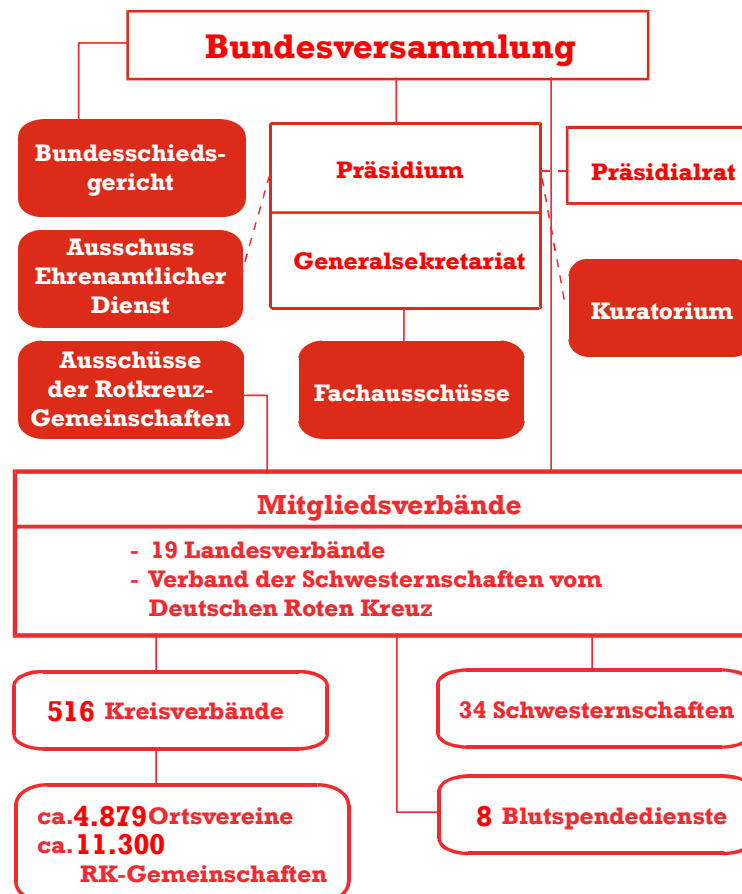 Bundesversammlung
Bundesschieds-
gericht
Präsidium
Präsidialrat
Ausschuss
Ehrenamtlicher
Dienst
Generalsekretariat
Kuratorium
Ausschüsse
der Rotkreuz-
Gemeinschaften
Fachausschüsse
Mitgliedsverbände
- 19 Landesverbände
- Verband der Schwesternschaften vom
Deutschen Roten Kreuz
516 Kreisverbände
34 Schwesternschaften
ca.4.879Ortsvereine
ca.11.300
RK-Gemeinschaften
8 Blutspendedienste